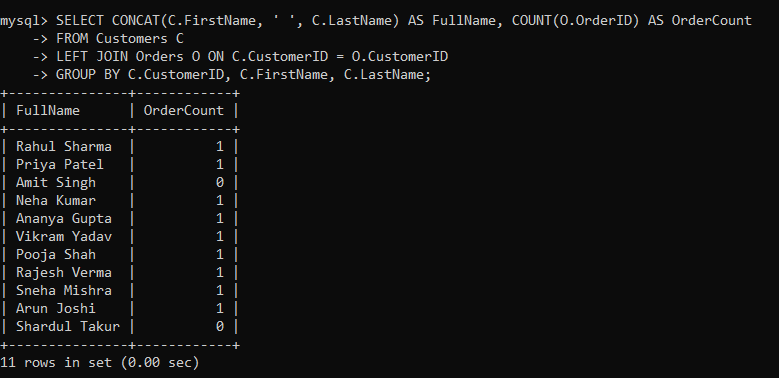 mysql> SELECT CONCAT(C.FirstName, ' ', C.LastName) AS FullName, COUNT(O.OrderID) AS OrderCount
    -> FROM Customers C
    -> LEFT JOIN Orders O ON C.CustomerID = O.CustomerID
    -> GROUP BY C.CustomerID, C.FirstName, C.LastName;
+---------------+------------+
| FullName      | OrderCount |
+---------------+------------+
| Rahul Sharma  |          1 |
| Priya Patel   |          1 |
| Amit Singh    |          0 |
| Neha Kumar    |          1 |
| Ananya Gupta  |          1 |
| Vikram Yadav  |          1 |
| Pooja Shah    |          1 |
| Rajesh Verma  |          1 |
| Sneha Mishra  |          1 |
| Arun Joshi    |          1 |
| Shardul Takur |          0 |
+---------------+------------+
11 rows in set (0.00 sec)